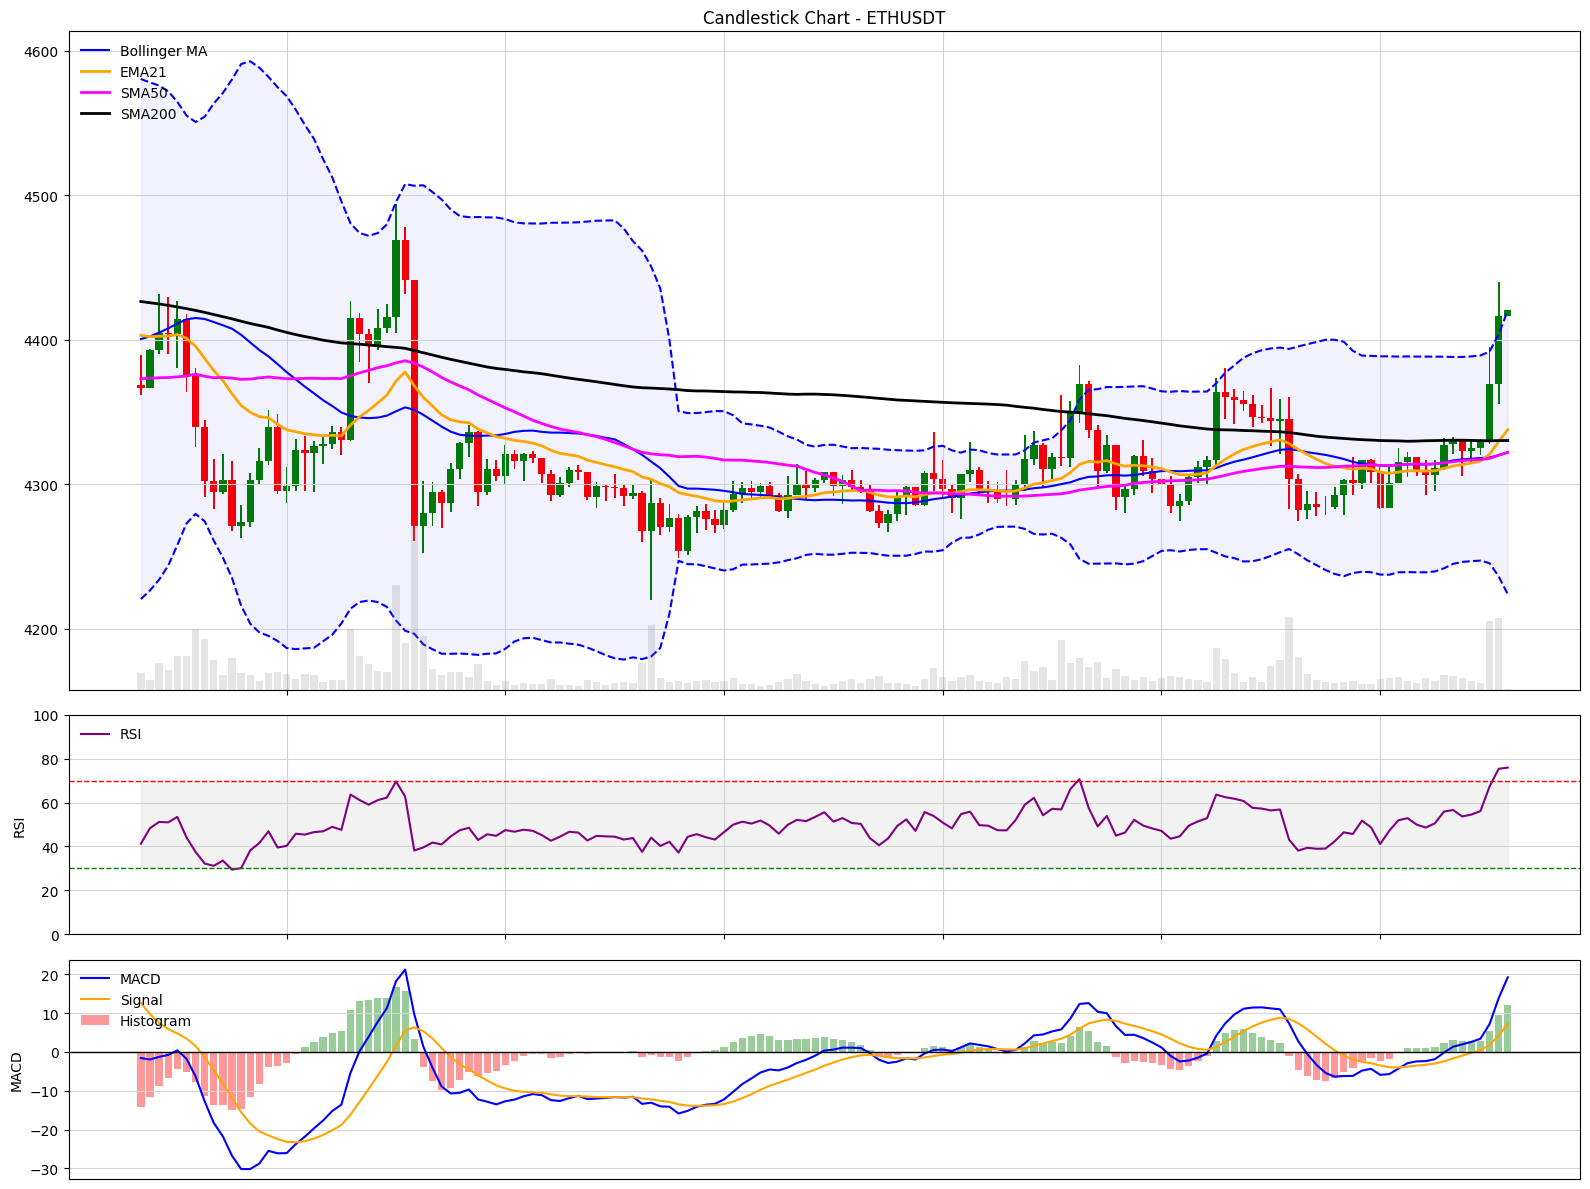 Candlestick Chart - ETHUSDT
4600
4500
4400
4300
4200
Bollinger MA
EMA21
SMA50
SMA200
100
80
60
40
20
0
RSI
RSI
20
10
0
−10
−20
−30
MACD
MACD
Signal
Histogram